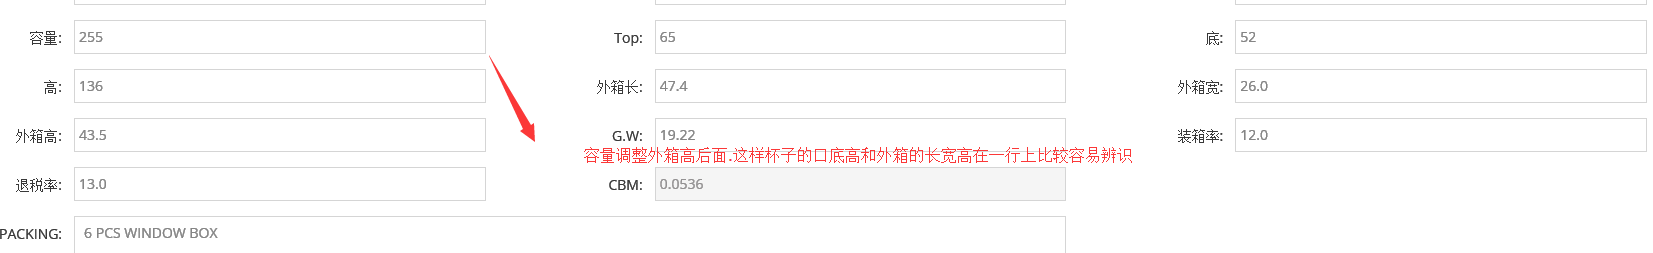 容量: 255 Top: 65 底: 52
高: 136 外箱长: 47.4 外箱宽: 26.0
外箱高: 43.5 G.W: 19.22 装箱率: 12.0
容量调整外箱高后面.这样杯子的口底高和外箱的长宽高在一行上比较容易辨识
退税率: 13.0 CBM: 0.0536
PACKING: 6 PCS WINDOW BOX